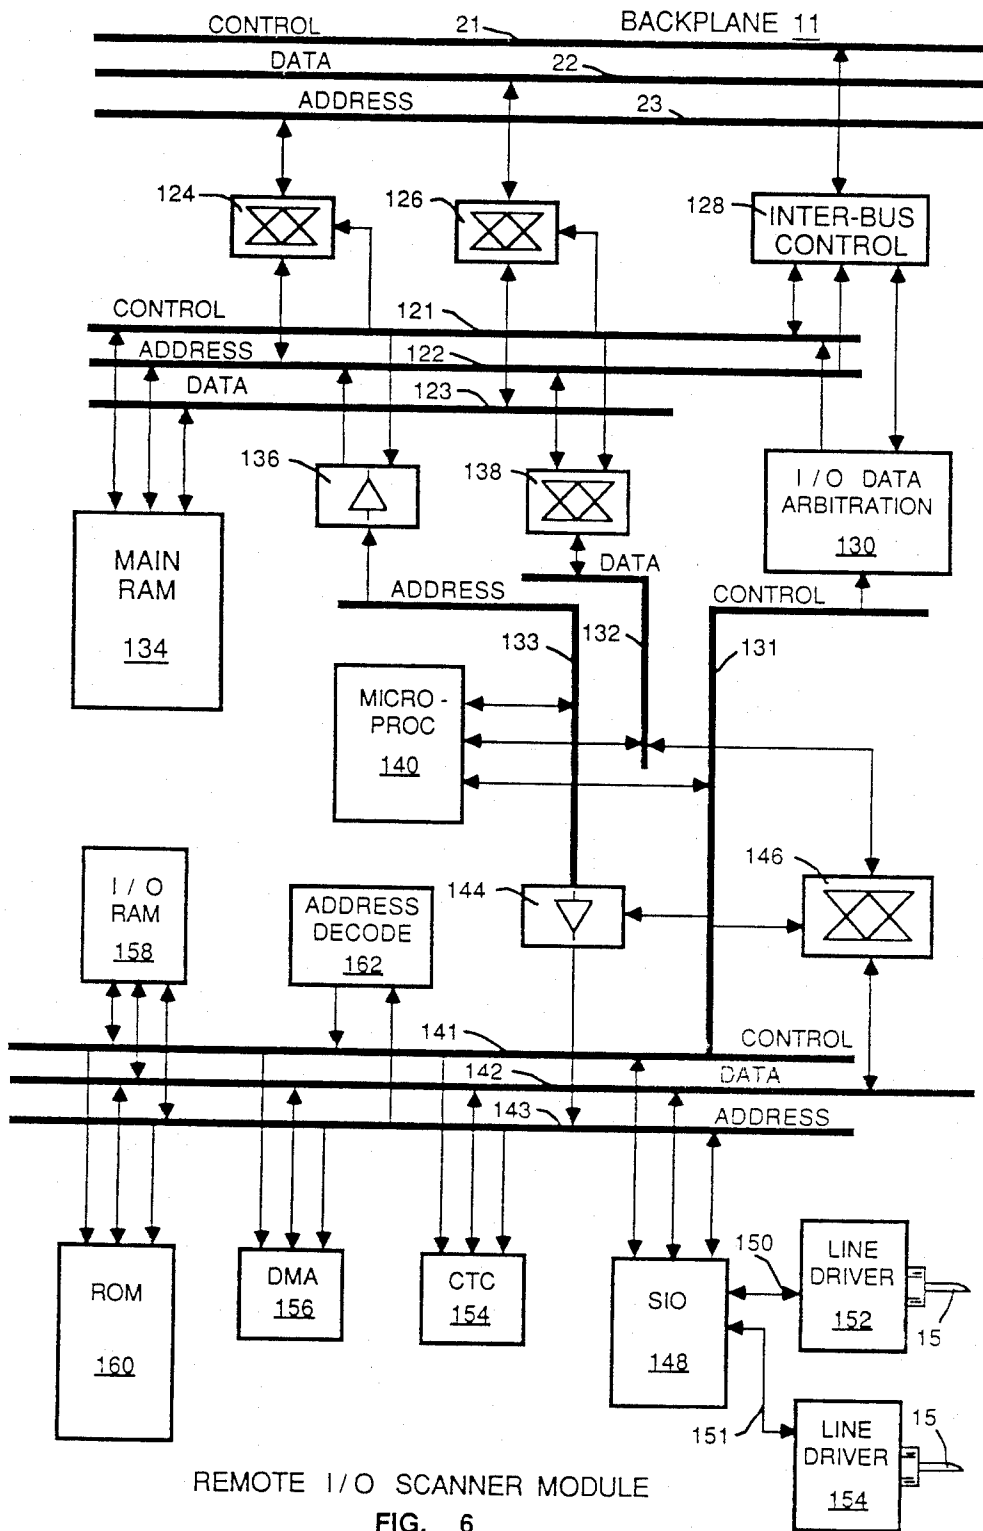 BACKPLANE 11
CONTROL 21
DATA 22
ADDRESS 23
124
126
128
INTER-BUS
CONTROL
CONTROL 121
ADDRESS 122
DATA 123
136
138
I/O DATA
ARBITRATION
130
MAIN
RAM
134
DATA
ADDRESS
CONTROL
133
132
131
MICRO-
PROC
140
I/O
RAM
158
ADDRESS
DECODE
162
144
146
141 CONTROL
142 DATA
143 ADDRESS
ROM
160
DMA
156
CTC
154
SIO
148
150
LINE
DRIVER
152
15
151
LINE
DRIVER
154
15
REMOTE I/O SCANNER MODULE
FIG. 6